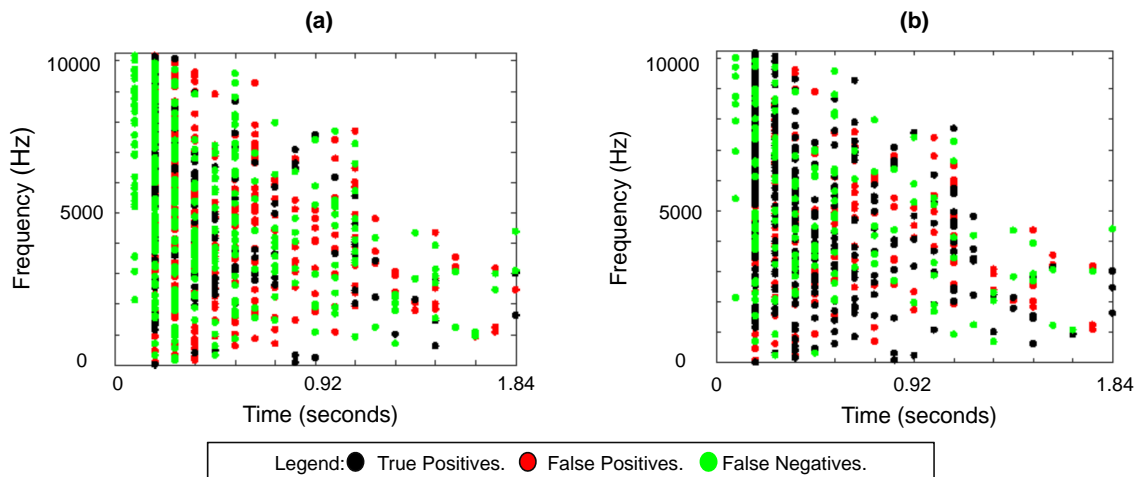 (a)
10000
5000
0
Frequency (Hz)
0
0.92
1.84
Time (seconds)
(b)
10000
5000
0
Frequency (Hz)
0
0.92
1.84
Time (seconds)
Legend: True Positives. False Positives. False Negatives.